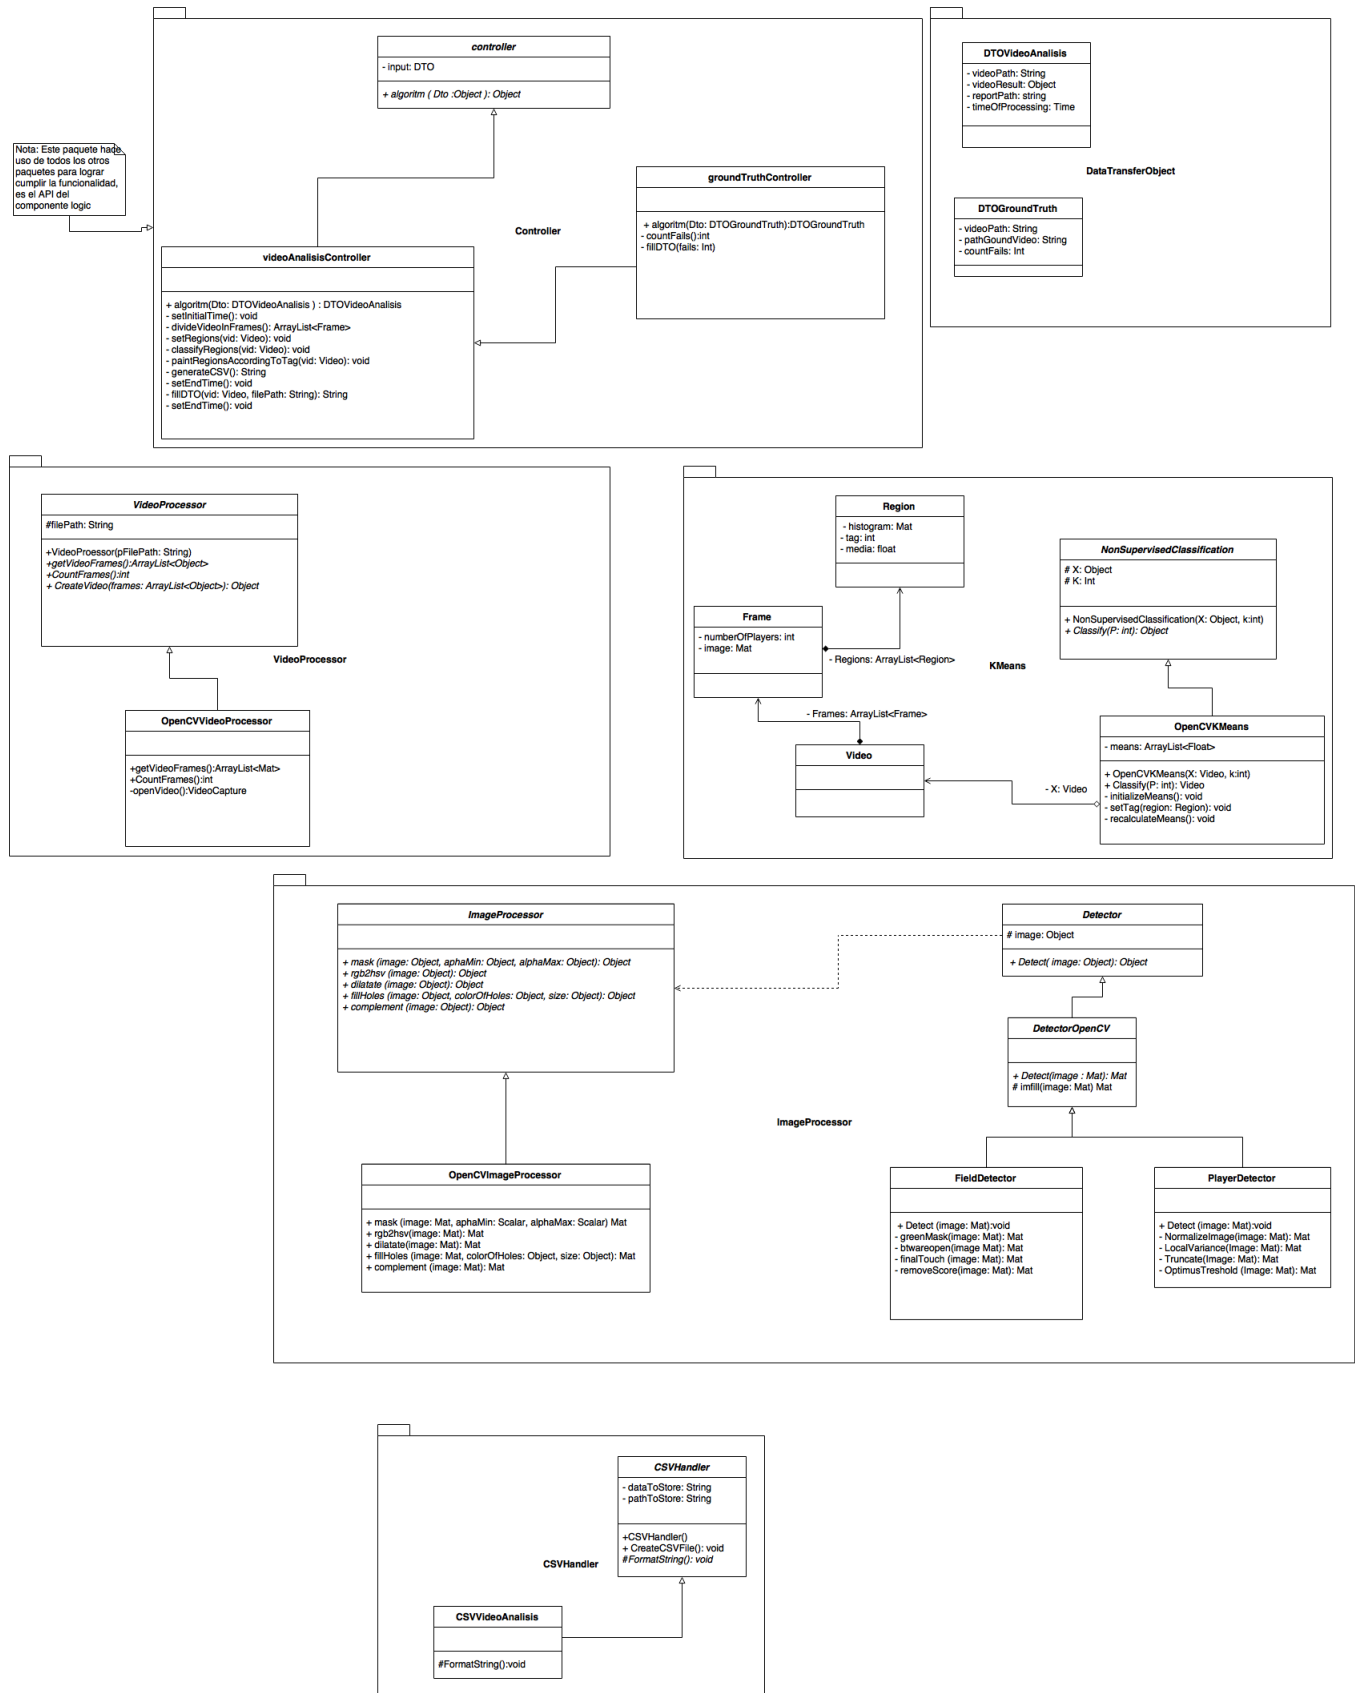 controller
- input: DTO
+ algoritm ( Dto :Object ): Object
Nota: Este paquete hace
uso de todos los otros
paquetes para lograr
cumplir la funcionalidad,
es el API del
componente logic
groundTruthController
+ algoritm(Dto: DTOGroundTruth):DTOGroundTruth
- countFails():int
- fillDTO(fails: Int)
Controller
videoAnalisisController
+ algoritm(Dto: DTOVideoAnalisis ) : DTOVideoAnalisis
- setInitialTime(): void
- divideVideoInFrames(): ArrayList<Frame>
- setRegions(vid: Video): void
- classifyRegions(vid: Video): void
- paintRegionsAccordingToTag(vid: Video): void
- generateCSV(): String
- setEndTime(): void
- fillDTO(vid: Video, filePath: String): String
- setEndTime(): void
DTOVideoAnalisis
- videoPath: String
- videoResult: Object
- reportPath: string
- timeOfProcessing: Time
DataTransferObject
DTOGroundTruth
- videoPath: String
- pathGoundVideo: String
- countFails: Int
VideoProcessor
#filePath: String
+VideoProessor(pFilePath: String)
+getVideoFrames():ArrayList<Object>
+CountFrames():int
+ CreateVideo(frames: ArrayList<Object>): Object
VideoProcessor
OpenCVVideoProcessor
+getVideoFrames():ArrayList<Mat>
+CountFrames():int
-openVideo():VideoCapture
Region
- histogram: Mat
- tag: int
- media: float
NonSupervisedClassification
# X: Object
# K: Int
+ NonSupervisedClassification(X: Object, k:int)
+ Classify(P: int): Object
Frame
- numberOfPlayers: int
- image: Mat
- Regions: ArrayList<Region>
KMeans
- Frames: ArrayList<Frame>
Video
- X: Video
OpenCVKMeans
- means: ArrayList<Float>
+ OpenCVKMeans(X: Video, k:int)
+ Classify(P: int): Video
- initializeMeans(): void
- setTag(region: Region): void
- recalculateMeans(): void
ImageProcessor
+ mask (image: Object, aphaMin: Object, alphaMax: Object): Object
+ rgb2hsv (image: Object): Object
+ dilatate (image: Object): Object
+ fillHoles (image: Object, colorOfHoles: Object, size: Object): Object
+ complement (image: Object): Object
Detector
# image: Object
+ Detect( image: Object): Object
DetectorOpenCV
+ Detect(image : Mat): Mat
# imfill(image: Mat) Mat
ImageProcessor
OpenCVImageProcessor
+ mask (image: Mat, aphaMin: Scalar, alphaMax: Scalar) Mat
+ rgb2hsv(image: Mat): Mat
+ dilatate(image: Mat): Mat
+ fillHoles (image: Mat, colorOfHoles: Object, size: Object): Mat
+ complement (image: Mat): Mat
FieldDetector
+ Detect (image: Mat):void
- greenMask(image: Mat): Mat
- btwareopen(image: Mat): Mat
- finalTouch (image: Mat): Mat
- removeScore(image: Mat): Mat
PlayerDetector
+ Detect (image: Mat):void
- NormalizeImage(image: Mat): Mat
- LocalVariance(Image: Mat): Mat
- Truncate(Image: Mat): Mat
- OptimusTreshold (Image: Mat): Mat
CSVHandler
- dataToStore: String
- pathToStore: String
+CSVHandler()
+ CreateCSVFile(): void
#FormatString(): void
CSVHandler
CSVVideoAnalisis
#FormatString():void